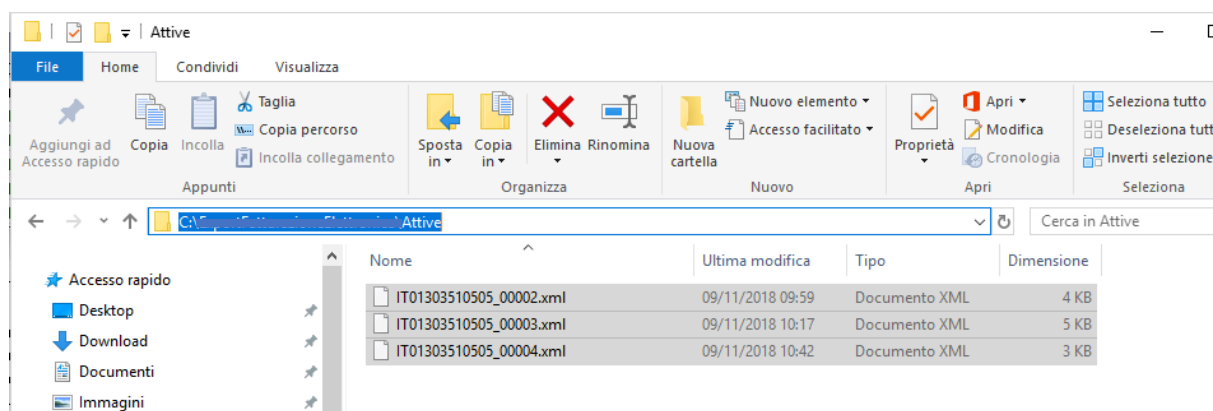 Attive
File Home Condividi Visualizza
Aggiungi ad Accesso rapido
Copia
Incolla
Taglia
Copia percorso
Incolla collegamento
Appunti
Sposta in
Copia in
Elimina
Rinomina
Organizza
Nuova cartella
Nuovo elemento
Accesso facilitato
Nuovo
Proprietà
Apri
Modifica
Cronologia
Apri
Seleziona tutto
Deseleziona tutt
Inverti selezione
Seleziona
C:\ \Attive
Cerca in Attive
Nome Ultima modifica Tipo Dimensione
Accesso rapido
Desktop
Download
Documenti
Immagini
IT01303510505_00002.xml 09/11/2018 09:59 Documento XML 4 KB
IT01303510505_00003.xml 09/11/2018 10:17 Documento XML 5 KB
IT01303510505_00004.xml 09/11/2018 10:42 Documento XML 3 KB